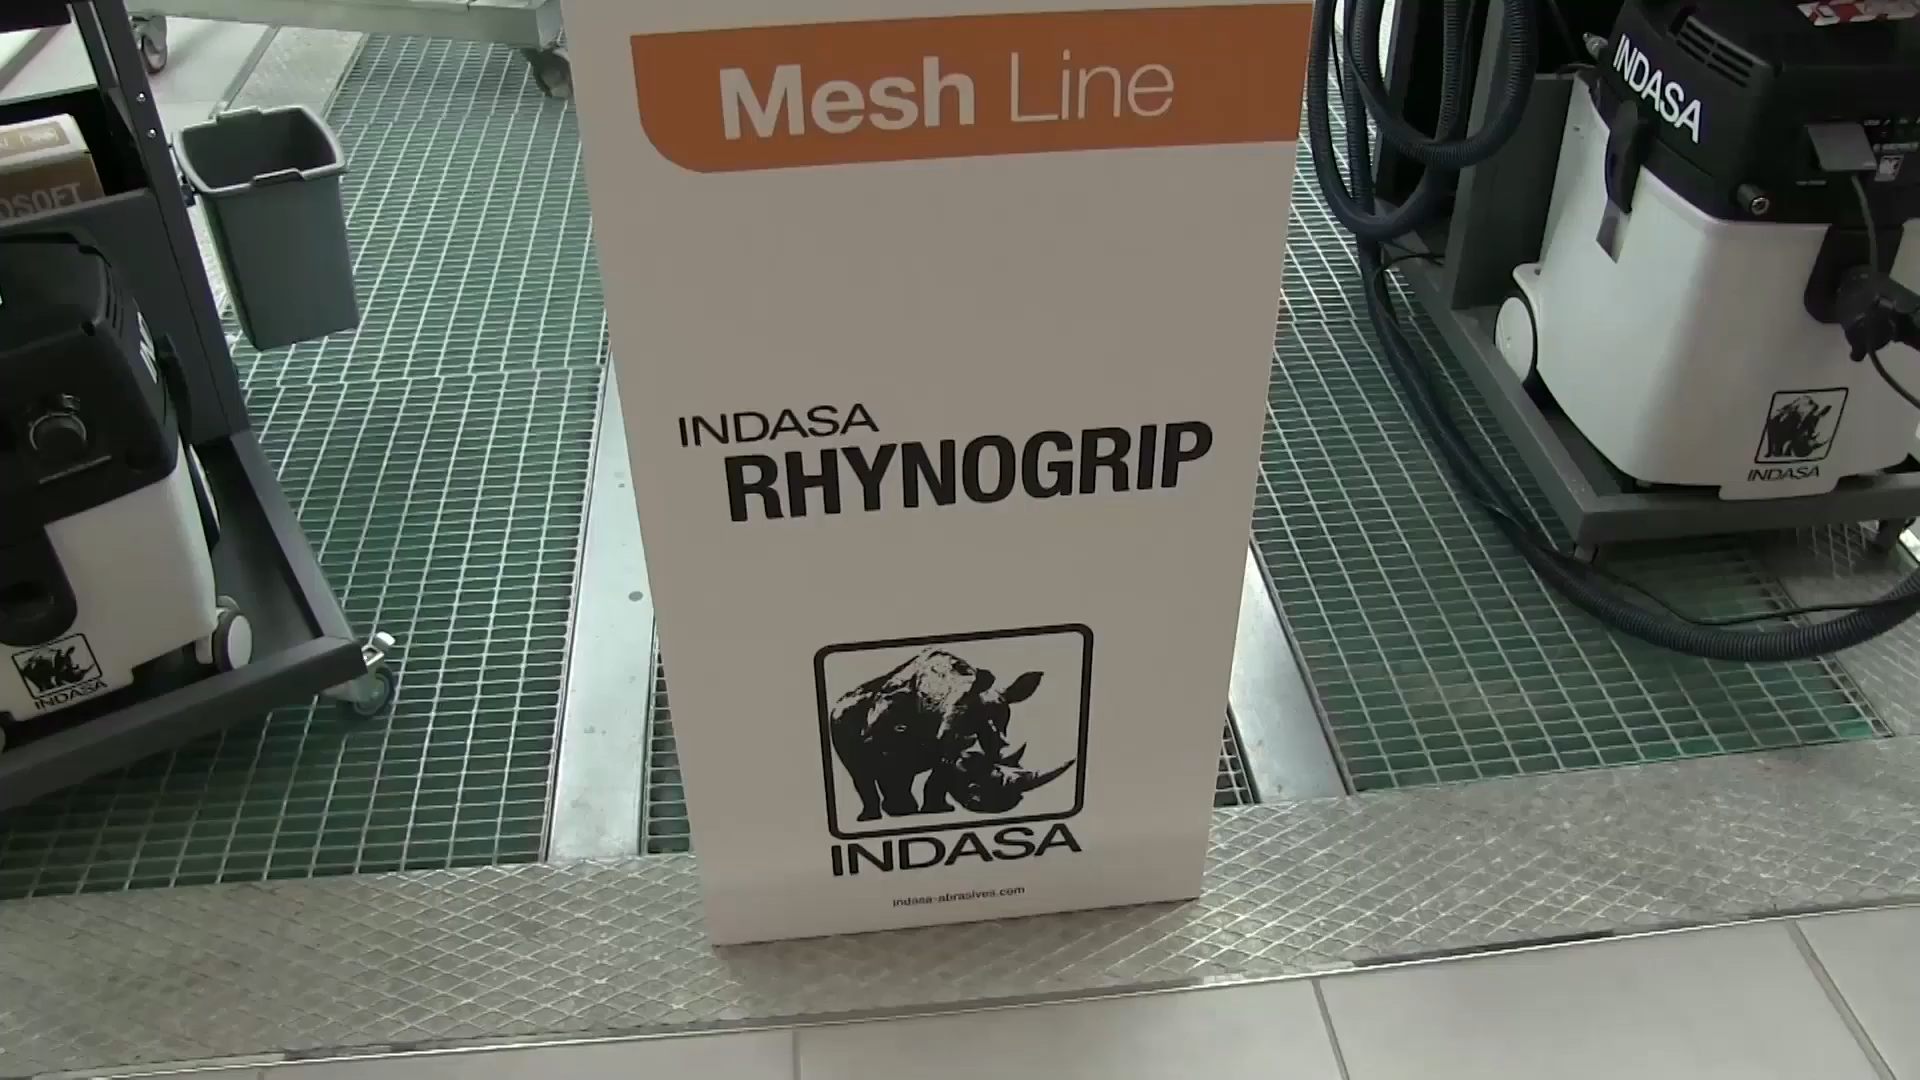 Mesh Line
INDASA
RHYNOGRIP
INDASA
indasa-abrasives.com
INDASA
INDASA
INDASA